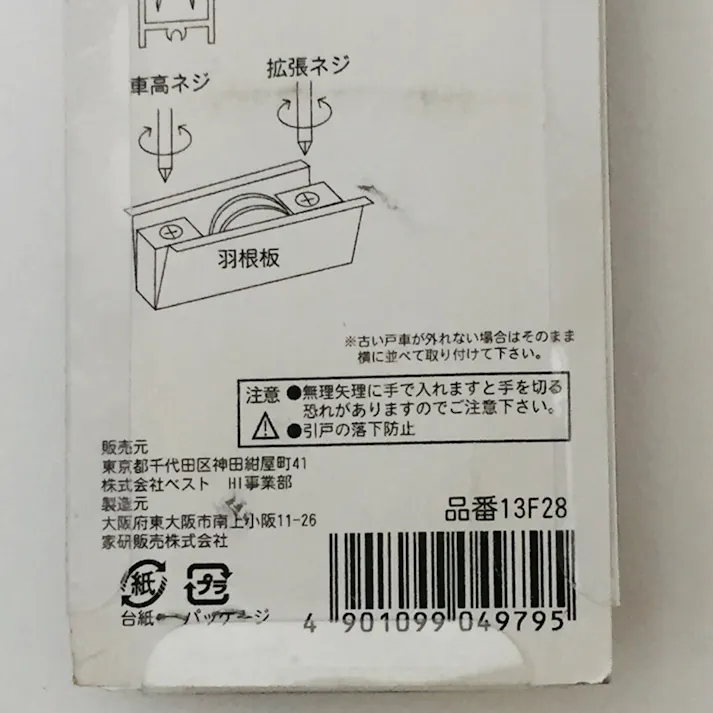 車高ネジ
拡張ネジ
羽根板
※古い戸車が外れない場合はそのまま
横に並べて取り付けて下さい。
注意 ●無理矢理に手で入れますと手を切る
恐れがありますのでご注意下さい。
●引戸の落下防止
販売元
東京都千代田区神田紺屋町41
株式会社ベスト HI事業部
製造元
大阪府東大阪市南上小阪11-26
家研販売株式会社
品番13F28
紙 プラ
台紙 パッケージ
4 901099 049795